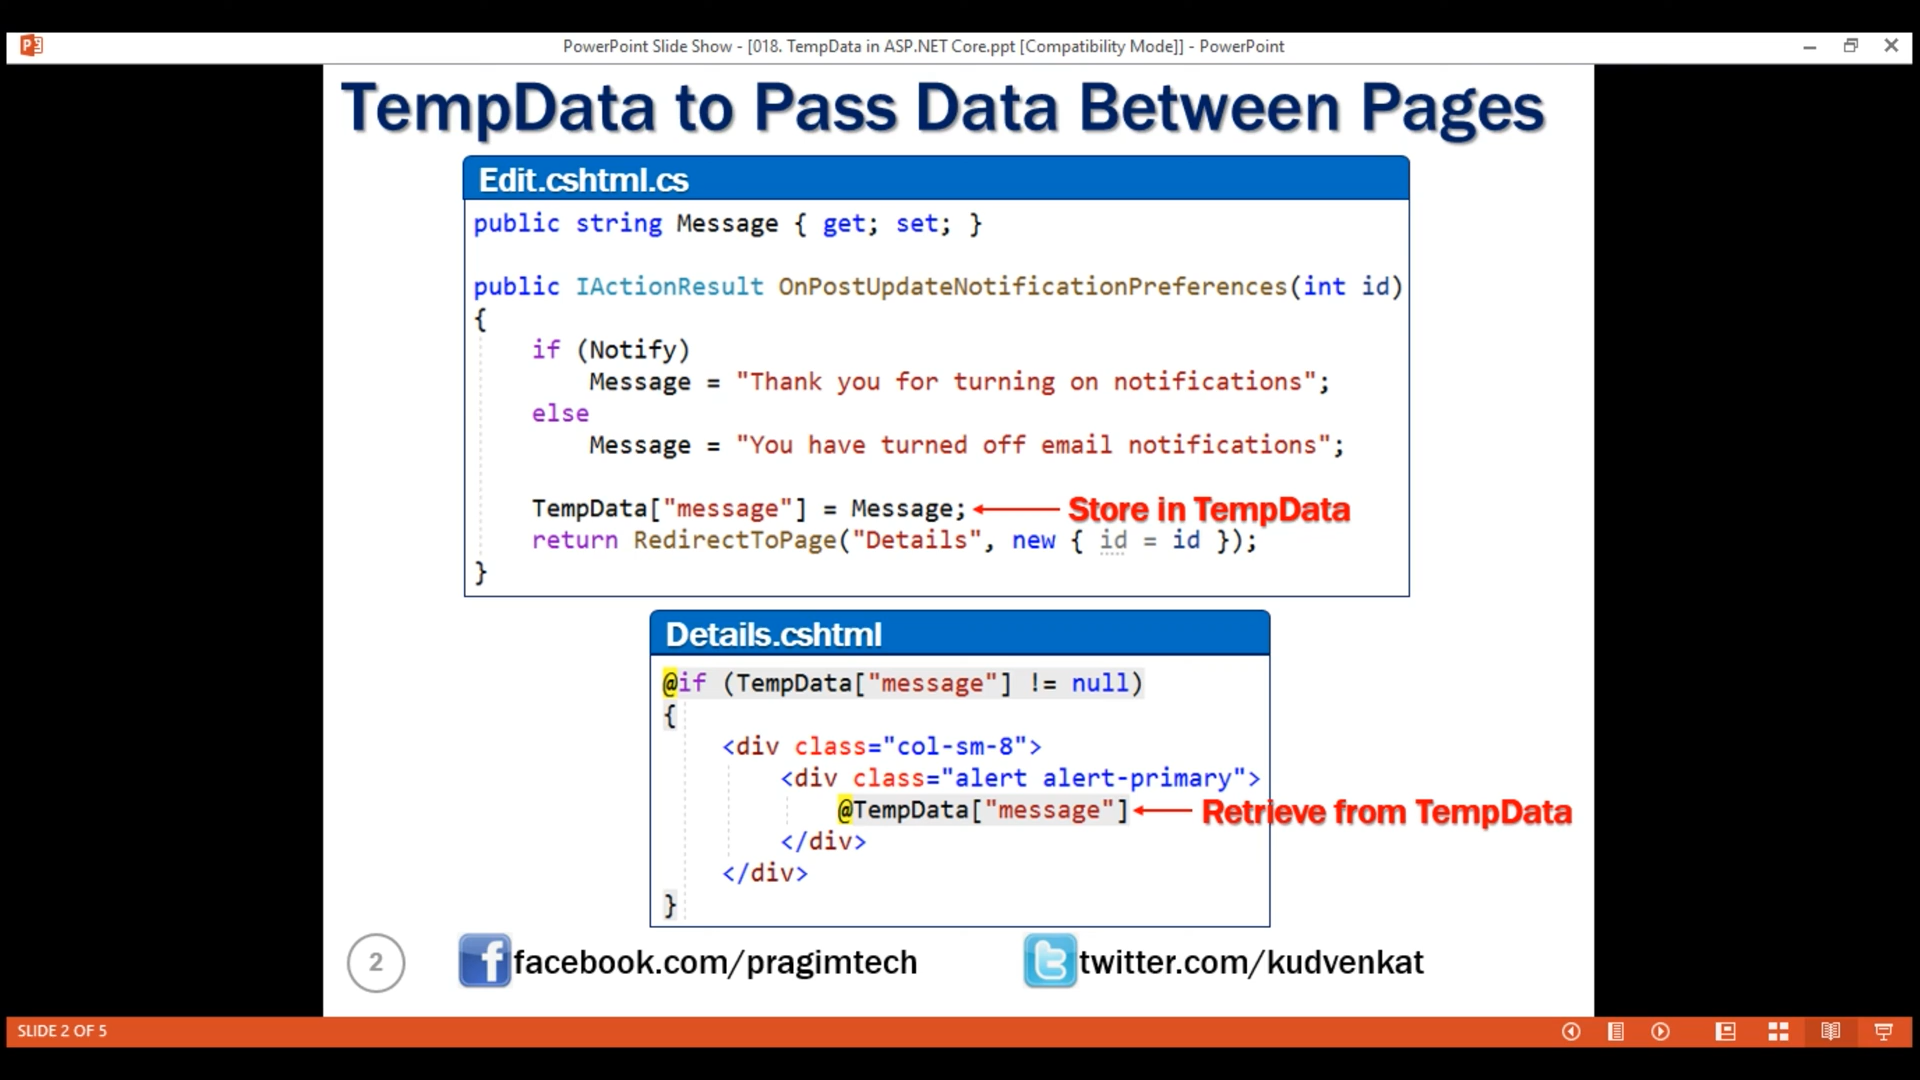 PowerPoint Slide Show - [018. TempData in ASP.NET Core.ppt [Compatibility Mode]] - PowerPoint
TempData to Pass Data Between Pages
Edit.cshtml.cs
public string Message { get; set; }
public IActionResult OnPostUpdateNotificationPreferences(int id)
{
if (Notify)
Message = "Thank you for turning on notifications";
else
Message = "You have turned off email notifications";
TempData["message"] = Message; Store in TempData
return RedirectToPage("Details", new { id = id });
}
Details.cshtml
@if (TempData["message"] != null)
{
<div class="col-sm-8">
<div class="alert alert-primary">
@TempData["message"] Retrieve from TempData
</div>
</div>
}
2 facebook.com/pragimtech twitter.com/kudvenkat
SLIDE 2 OF 5